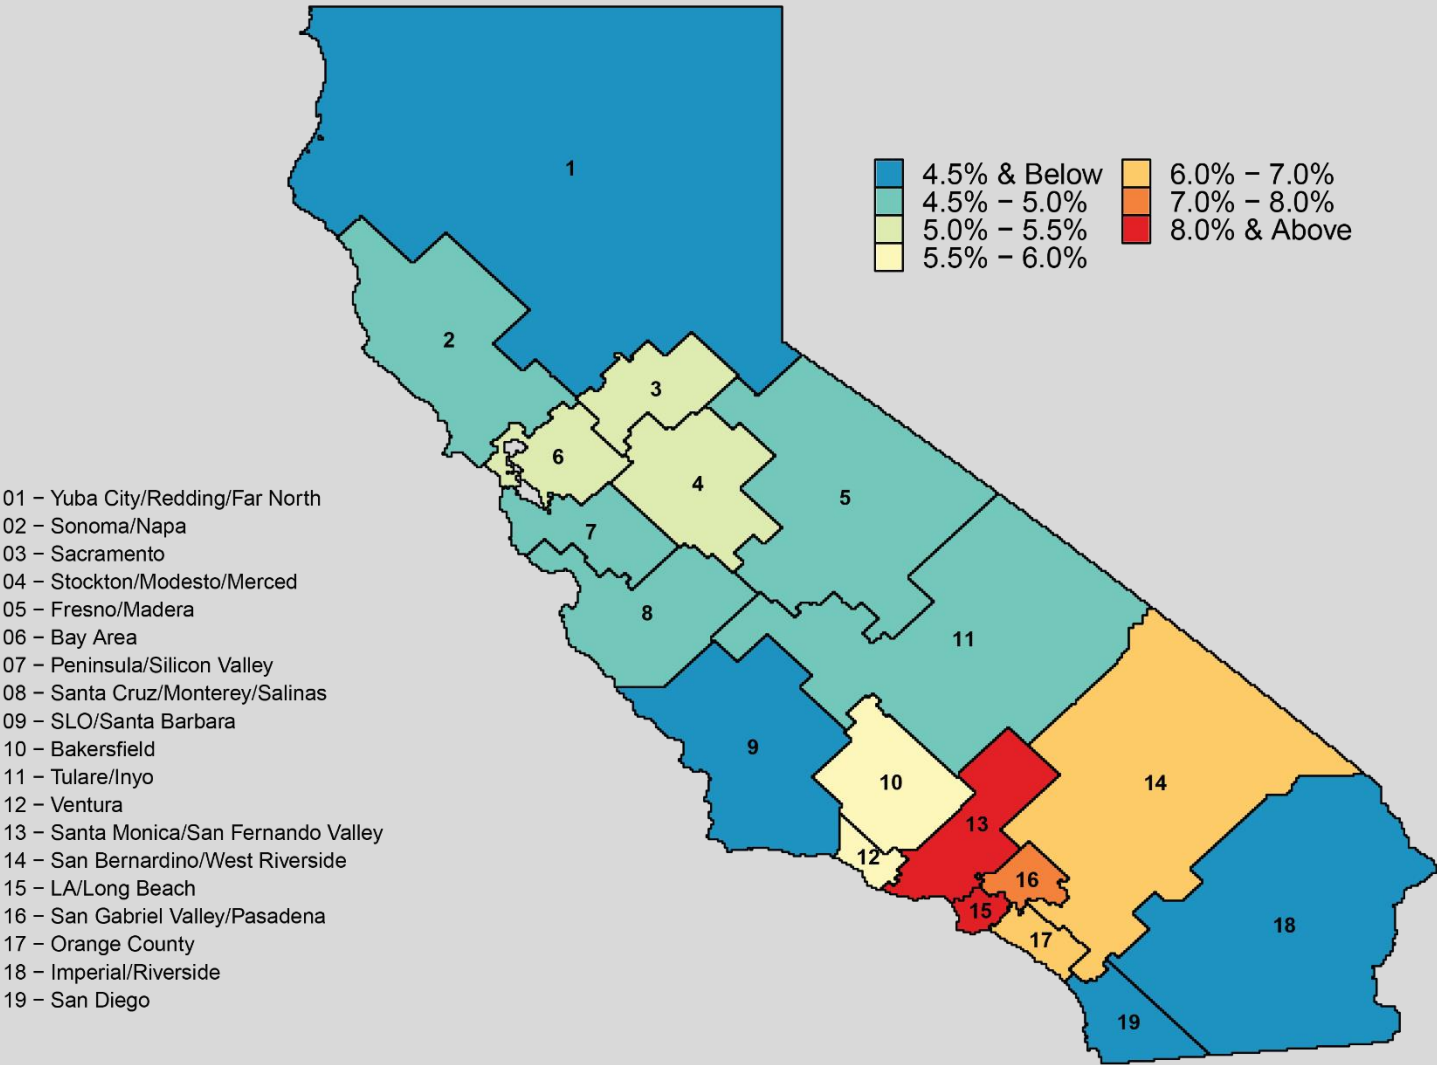 1
4.5% & Below
4.5% − 5.0%
5.0% − 5.5%
5.5% − 6.0%
6.0% − 7.0%
7.0% − 8.0%
8.0% & Above
2
3
6
4
5
7
8
11
9
10
14
13
12
16
15
17
18
19
01 − Yuba City/Redding/Far North
02 − Sonoma/Napa
03 − Sacramento
04 − Stockton/Modesto/Merced
05 − Fresno/Madera
06 − Bay Area
07 − Peninsula/Silicon Valley
08 − Santa Cruz/Monterey/Salinas
09 − SLO/Santa Barbara
10 − Bakersfield
11 − Tulare/Inyo
12 − Ventura
13 − Santa Monica/San Fernando Valley
14 − San Bernardino/West Riverside
15 − LA/Long Beach
16 − San Gabriel Valley/Pasadena
17 − Orange County
18 − Imperial/Riverside
19 − San Diego